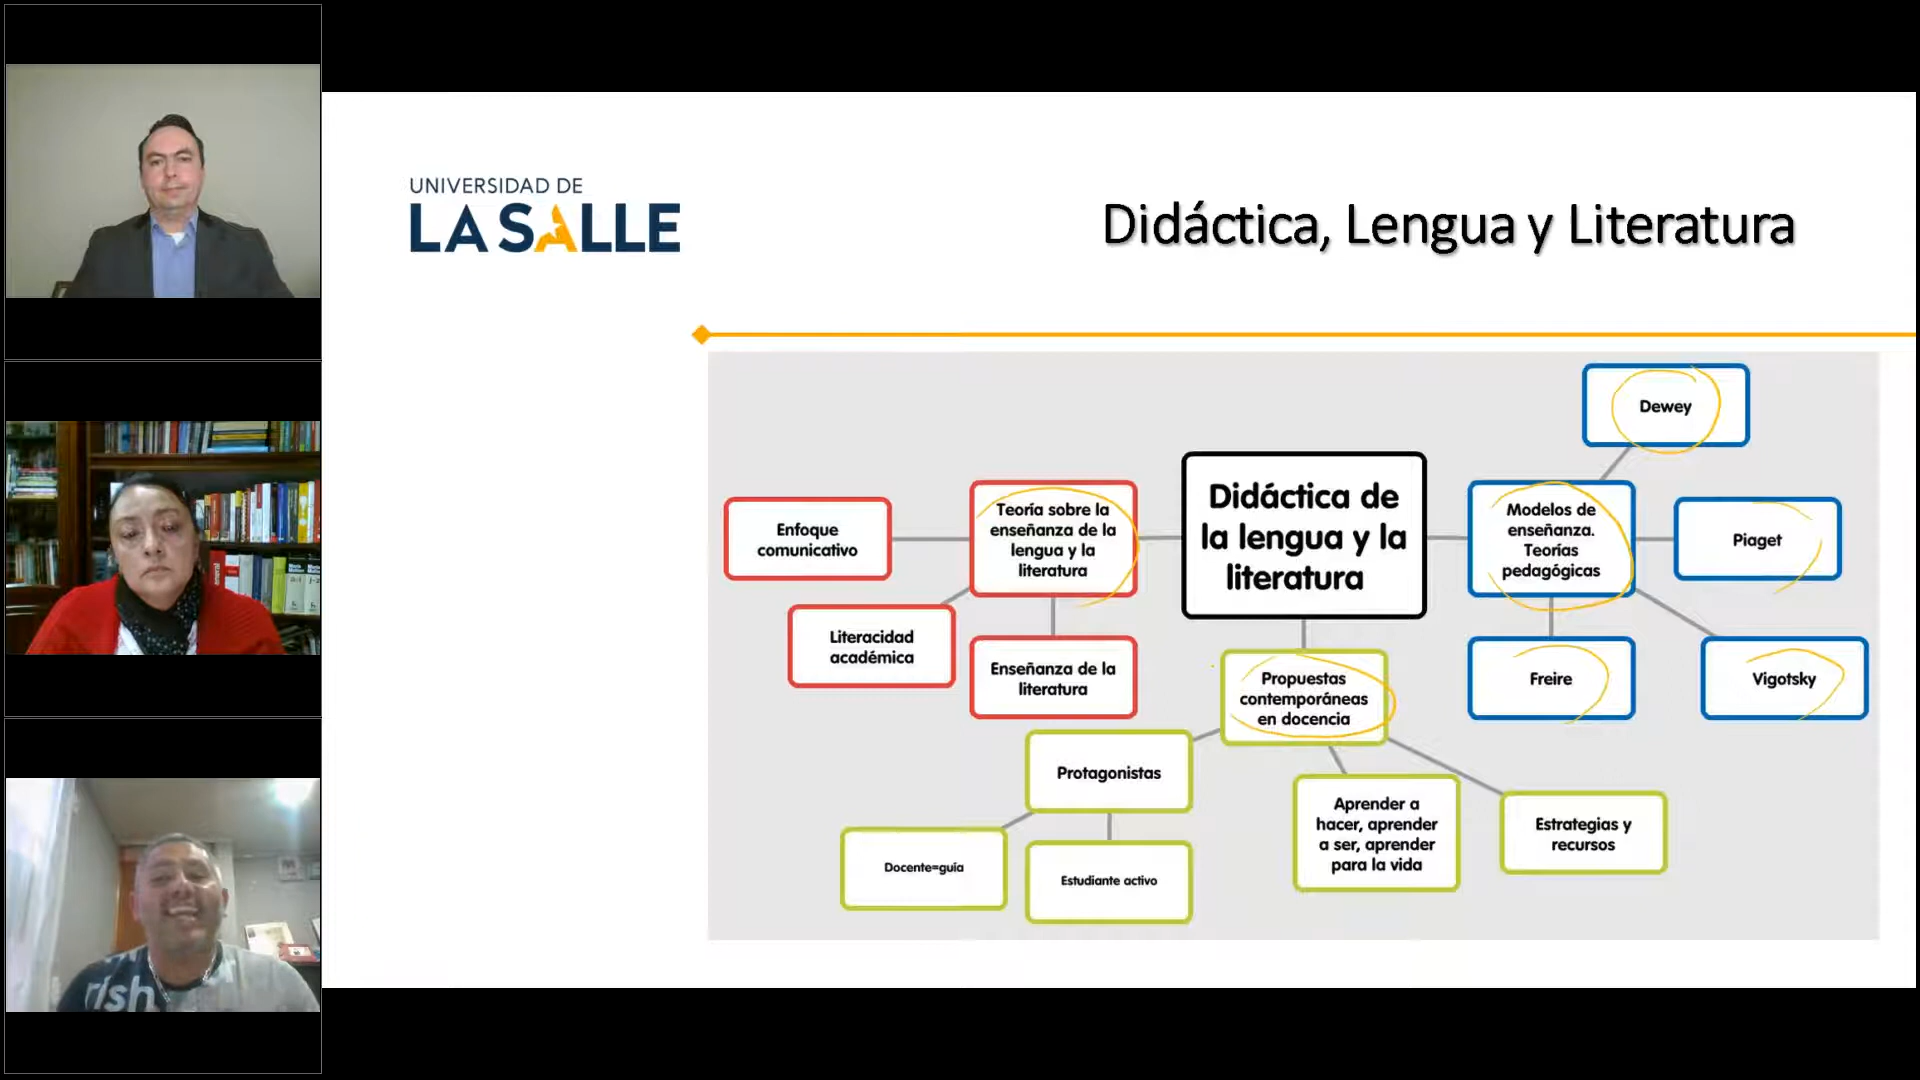 UNIVERSIDAD DE
LA SALLE
Didáctica, Lengua y Literatura
Dewey
Didáctica de
la lengua y la
literatura
Teoría sobre la
enseñanza de la
lengua y la
literatura
Enfoque
comunicativo
Literacidad
académica
Enseñanza de la
literatura
Modelos de
enseñanza.
Teorías
pedagógicas
Piaget
Freire
Vigotsky
Propuestas
contemporáneas
en docencia
Protagonistas
Docente=guía
Estudiante activo
Aprender a
hacer, aprender
a ser, aprender
para la vida
Estrategias y
recursos
rish